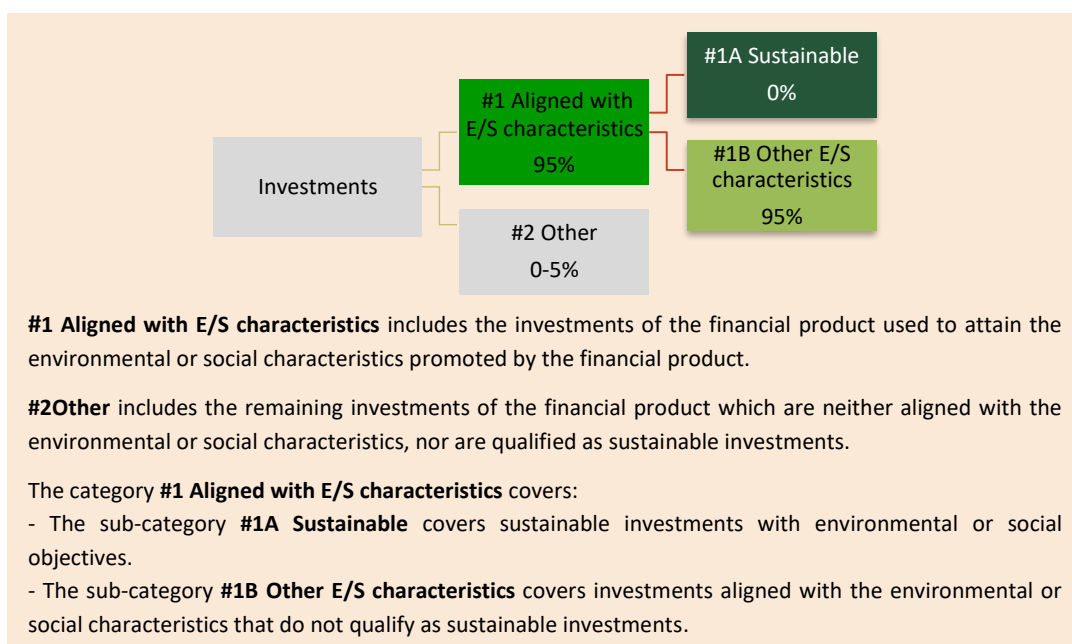 #1A Sustainable
0%
#1 Aligned with
E/S characteristics
95%
#1B Other E/S
characteristics
95%
Investments
#2 Other
0-5%
#1 Aligned with E/S characteristics includes the investments of the financial product used to attain the
environmental or social characteristics promoted by the financial product.
#2Other includes the remaining investments of the financial product which are neither aligned with the
environmental or social characteristics, nor are qualified as sustainable investments.
The category #1 Aligned with E/S characteristics covers:
- The sub-category #1A Sustainable covers sustainable investments with environmental or social
objectives.
- The sub-category #1B Other E/S characteristics covers investments aligned with the environmental or
social characteristics that do not qualify as sustainable investments.